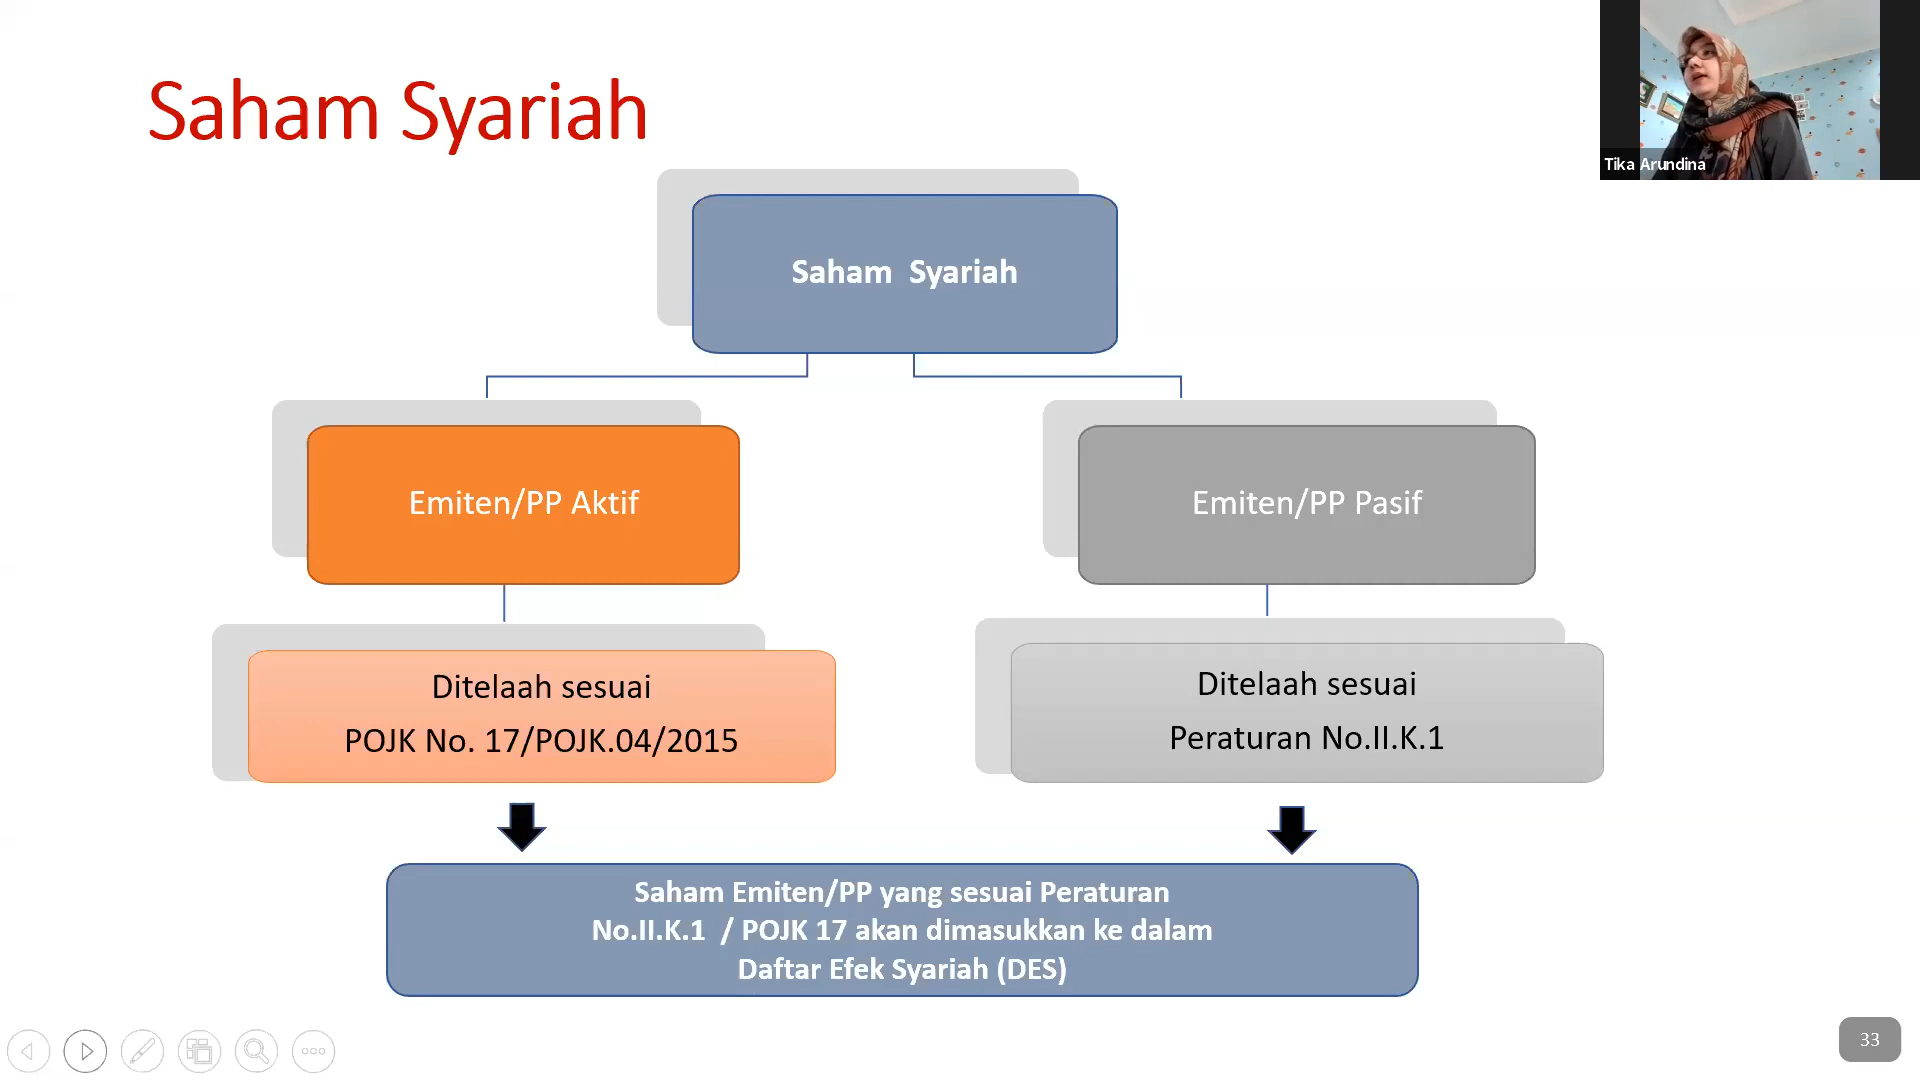 Saham Syariah
Tika Arundina
Saham  Syariah
Emiten/PP Aktif
Emiten/PP Pasif
Ditelaah sesuai
POJK No. 17/POJK.04/2015
Ditelaah sesuai
Peraturan No.II.K.1
Saham Emiten/PP yang sesuai Peraturan
No.II.K.1  / POJK 17 akan dimasukkan ke dalam
Daftar Efek Syariah (DES)
33